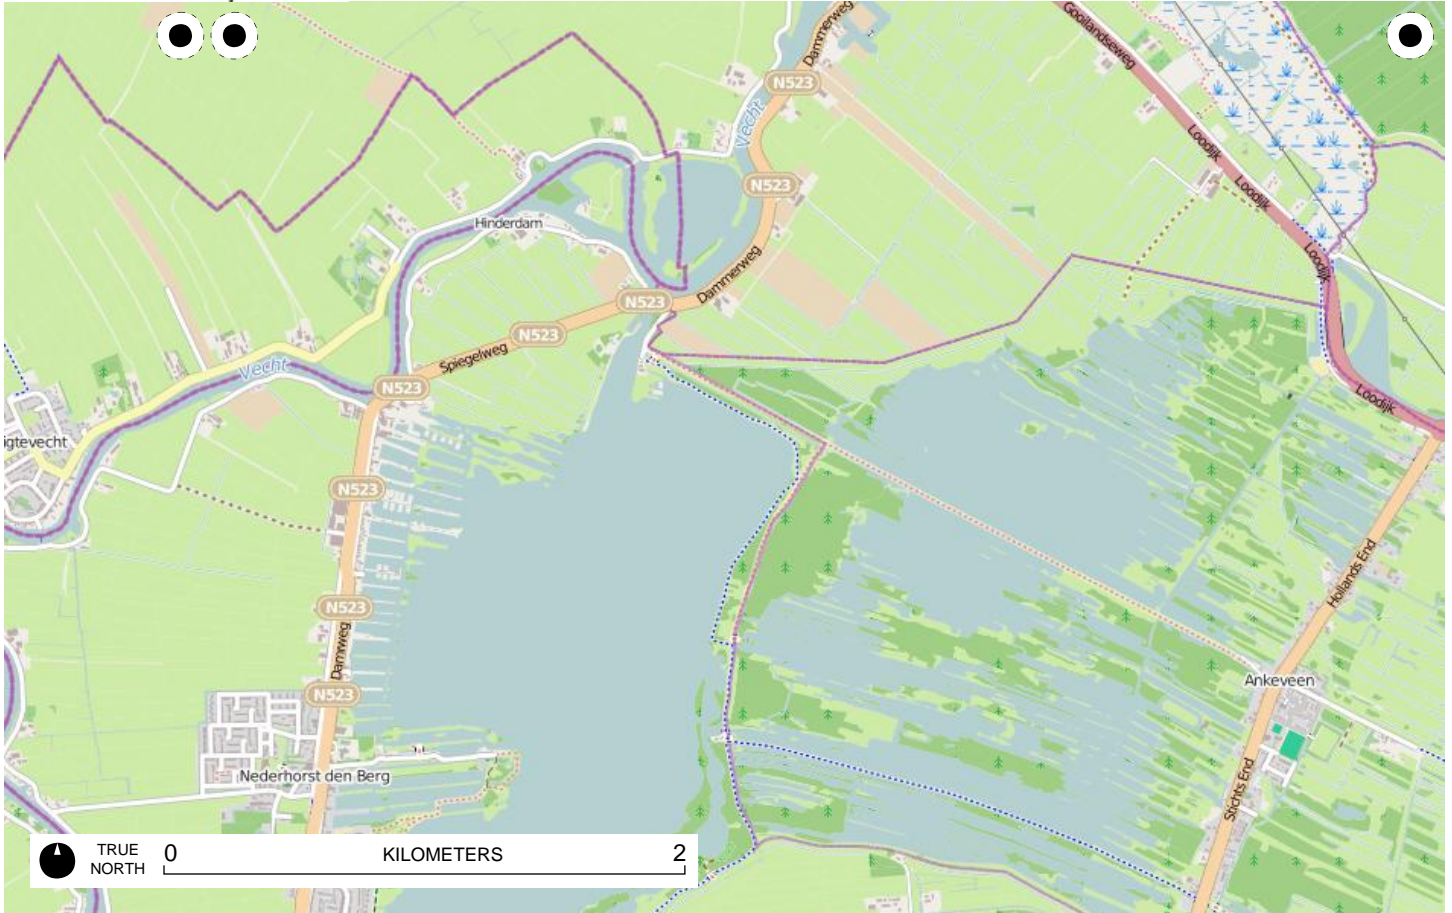 Dammerweg
Gooilandseweg
N523
Vecht
Loodijk
N523
Loodijk
Hinderdam
Loodijk
Dammerweg
N523
N523
Spiegelweg
Vecht
N523
Loodijk
igtevecht
N523
Hollands End
N523
Damweg
Ankeveen
N523
Nederhorst den Berg
Stichts End
TRUE
NORTH
0 KILOMETERS 2